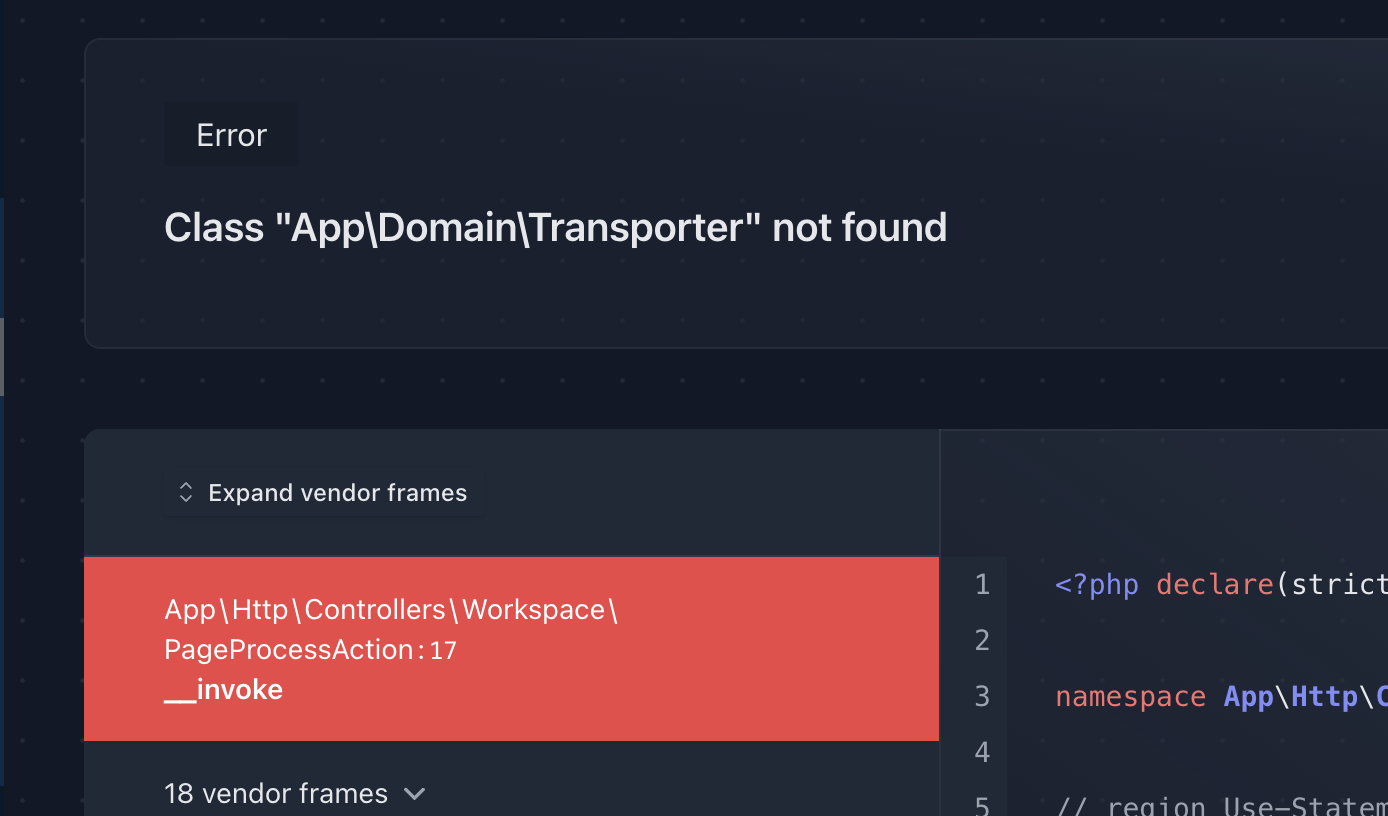 Error
Class "App\Domain\Transporter" not found
Expand vendor frames
App\Http\Controllers\Workspace\
PageProcessAction:17
__invoke
18 vendor frames
1 <?php declare(strict
2
3 namespace App\Http\C
4
5 // region Use-Statem